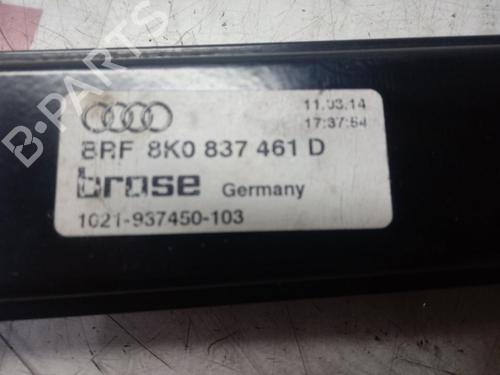 11.03.14
17:37:54
8RF 8K0 837 461 D
brose Germany
1021-937450-103
B-PARTS